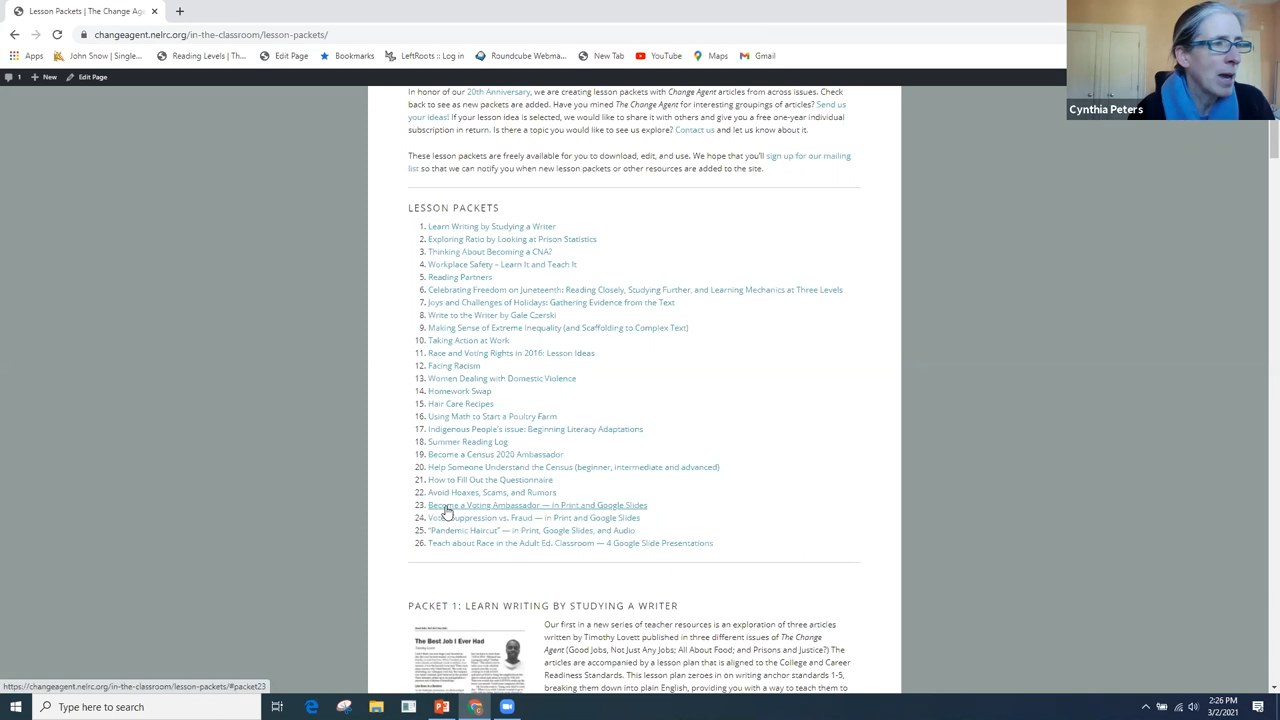 Lesson Packets | The Change Agent
changeagent.nelrc.org/in-the-classroom/lesson-packets/
Apps
John Snow | Single...
Reading Levels | Th...
Edit Page
Bookmarks
LeftRoots :: Log in
Roundcube Webma...
New Tab
YouTube
Maps
Gmail
1
New
Edit Page
Cynthia Peters
In honor of our 20th Anniversary, we are creating lesson packets with Change Agent articles from across issues. Check
back to see as new packets are added. Have you mined The Change Agent for interesting groupings of articles? Send us
your ideas! If your lesson idea is selected, we would like to share it with others and give you a free one-year individual
subscription in return. Is there a topic you would like to see us explore? Contact us and let us know about it.
These lesson packets are freely available for you to download, edit, and use. We hope that you'll sign up for our mailing
list so that we can notify you when new lesson packets or other resources are added to the site.
LESSON PACKETS
1. Learn Writing by Studying a Writer
2. Exploring Ratio by Looking at Prison Statistics
3. Thinking About Becoming a CNA?
4. Workplace Safety – Learn It and Teach It
5. Reading Partners
6. Celebrating Freedom on Juneteenth: Reading Closely, Studying Further, and Learning Mechanics at Three Levels
7. Joys and Challenges of Holidays: Gathering Evidence from the Text
8. Write to the Writer by Gale Czerski
9. Making Sense of Extreme Inequality (and Scaffolding to Complex Text)
10. Taking Action at Work
11. Race and Voting Rights in 2016: Lesson Ideas
12. Facing Racism
13. Women Dealing with Domestic Violence
14. Homework Swap
15. Hair Care Recipes
16. Using Math to Start a Poultry Farm
17. Indigenous People's issue: Beginning Literacy Adaptations
18. Summer Reading Log
19. Become a Census 2020 Ambassador
20. Help Someone Understand the Census (beginner, intermediate and advanced)
21. How to Fill Out the Questionnaire
22. Avoid Hoaxes, Scams, and Rumors
23. Become a Voting Ambassador — in Print and Google Slides
24. Voter Suppression vs. Fraud — in Print and Google Slides
25. "Pandemic Haircut" — in Print, Google Slides, and Audio
26. Teach about Race in the Adult Ed. Classroom — 4 Google Slide Presentations
PACKET 1: LEARN WRITING BY STUDYING A WRITER
The Best Job I Ever Had
Our first in a new series of teacher resources is an exploration of three articles
written by Timothy Lovett published in three different issues of The Change
Agent (Good Jobs, Not Just Any Jobs; All About Food; and Prisons and Justice?) The
articles are part of a lesson plan that is aligned to the College and Career
Readiness Standards. This lesson plan zeros in on writing anchor standards 1-5,
breaking them down into plain English, providing you with a way to teach them to
changeagent.nelrc.org/in-the-classroom/lesson-packets/#packet23
Type here to search
2:26 PM
3/2/2021